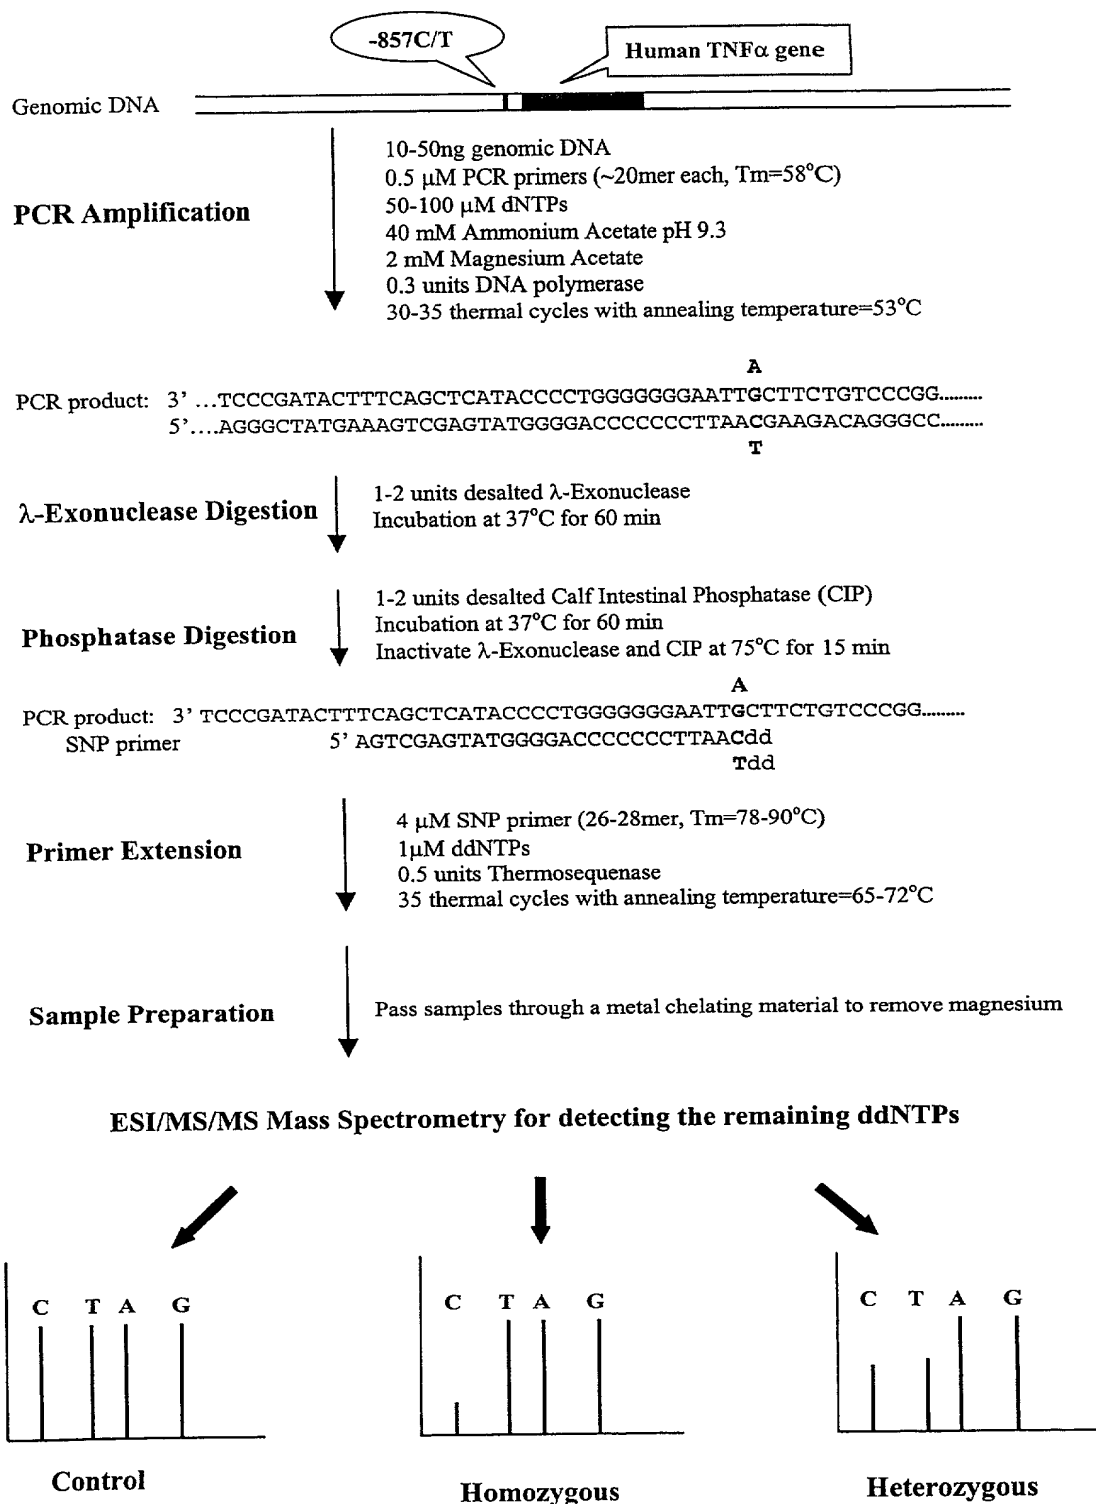 -857C/T
Human TNFα gene
Genomic DNA
10-50ng genomic DNA
0.5 μM PCR primers (~20mer each, Tm=58°C)
PCR Amplification
50-100 μM dNTPs
40 mM Ammonium Acetate pH 9.3
2 mM Magnesium Acetate
0.3 units DNA polymerase
30-35 thermal cycles with annealing temperature=53°C
A
PCR product: 3' ...TCCCGATACTTTCAGCTCATACCCCTGGGGGGGAATTGCTTCTGTCCCGG.........
5'....AGGGCTATGAAAGTCGAGTATGGGGACCCCCCCTTAACGAAGACAGGGCC.........
T
λ-Exonuclease Digestion
1-2 units desalted λ-Exonuclease
Incubation at 37°C for 60 min
Phosphatase Digestion
1-2 units desalted Calf Intestinal Phosphatase (CIP)
Incubation at 37°C for 60 min
Inactivate λ-Exonuclease and CIP at 75°C for 15 min
A
PCR product: 3' TCCCGATACTTTCAGCTCATACCCCTGGGGGGGAATTGCTTCTGTCCCGG.........
SNP primer 5' AGTCGAGTATGGGGACCCCCCCTTAACdd
Tdd
Primer Extension
4 μM SNP primer (26-28mer, Tm=78-90°C)
1μM ddNTPs
0.5 units Thermosequenase
35 thermal cycles with annealing temperature=65-72°C
Sample Preparation
Pass samples through a metal chelating material to remove magnesium
ESI/MS/MS Mass Spectrometry for detecting the remaining ddNTPs
C T A G
C T A G
C T A G
Control
Homozygous
Heterozygous